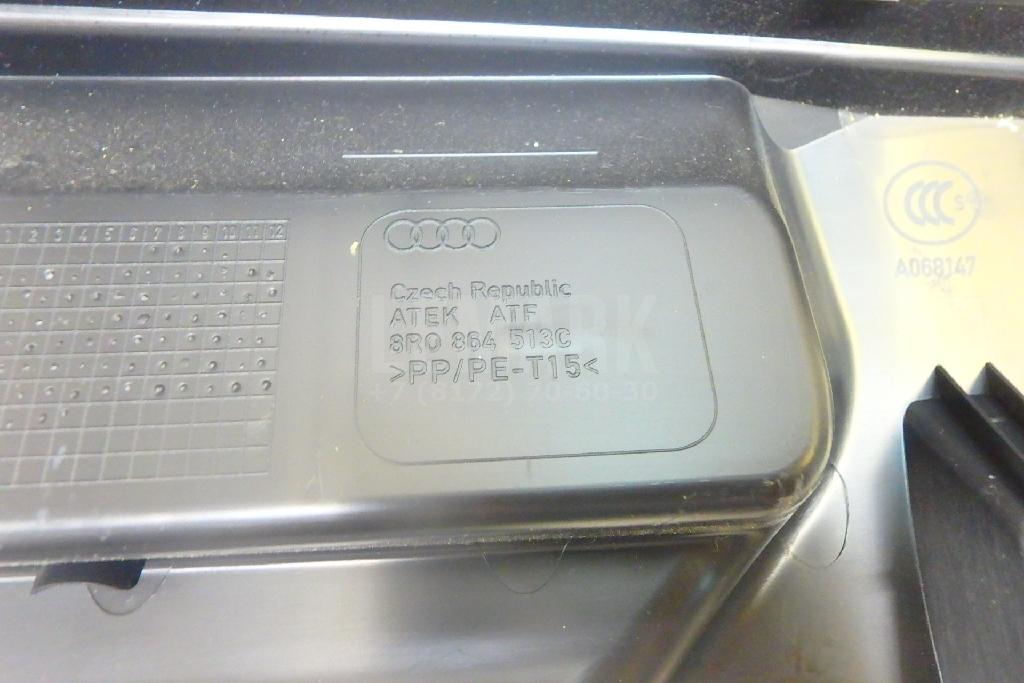 1 2 3 4 5 6 7 8 9 10 11 12
Czech Republic
ATEK ATF
8R0 864 513C
>PP/PE-T15<
CCC S
A068147